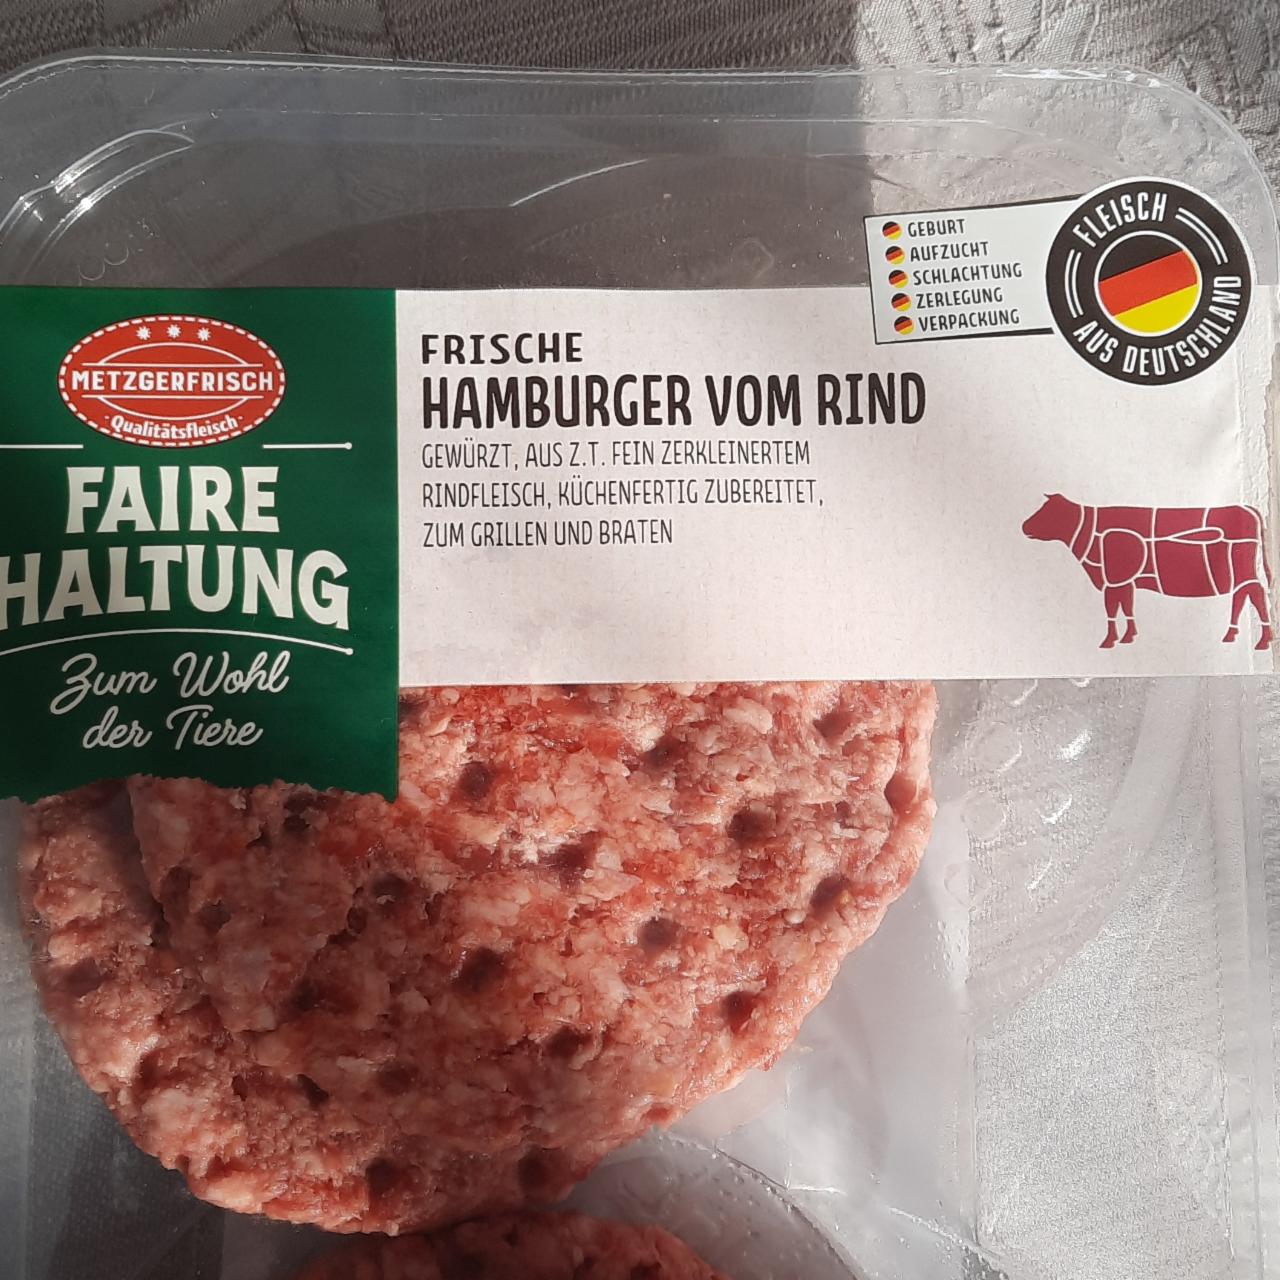 GEBURT
AUFZUCHT
SCHLACHTUNG
ZERLEGUNG
VERPACKUNG
FLEISCH
AUS DEUTSCHLAND
METZGERFRISCH
· Qualitätsfleisch ·
FAIRE
HALTUNG
Zum Wohl
der Tiere
FRISCHE
HAMBURGER VOM RIND
GEWÜRZT, AUS Z.T. FEIN ZERKLEINERTEM
RINDFLEISCH, KÜCHENFERTIG ZUBEREITET,
ZUM GRILLEN UND BRATEN